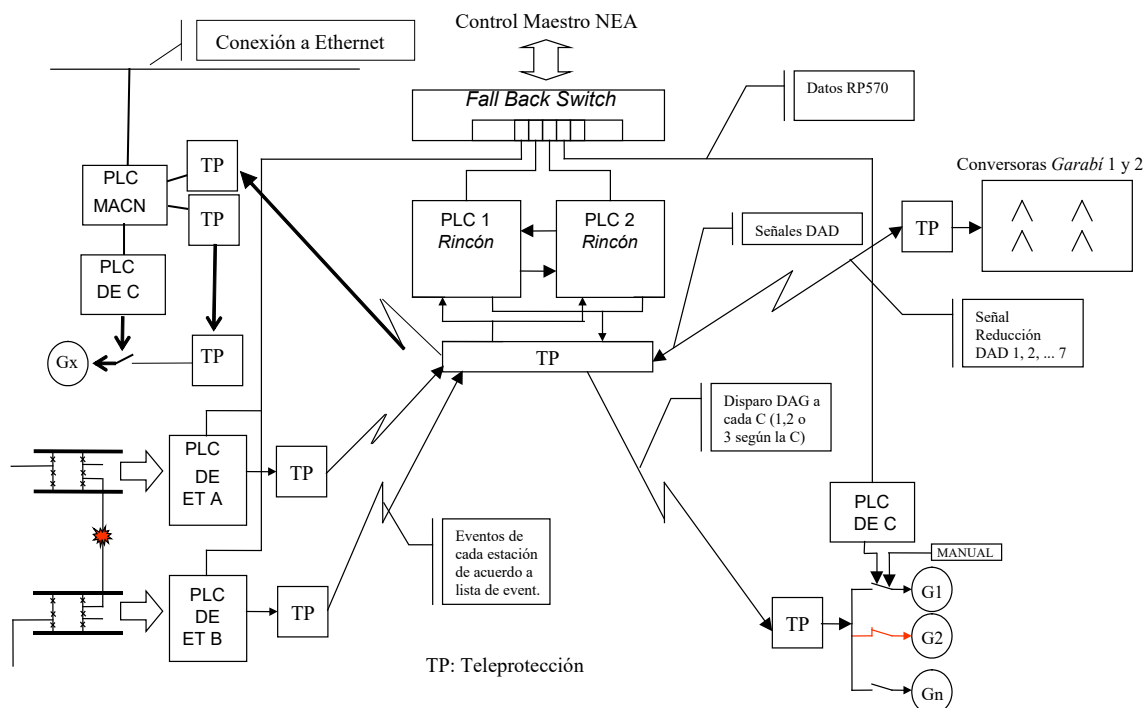 Control Maestro NEA
Conexión a Ethernet
Fall Back Switch
Datos RP570
TP
PLC
MACN
TP
PLC
DE C
TP
Gx
PLC 1
Rincón
PLC 2
Rincón
Señales DAD
Conversoras Garabí 1 y 2
TP
Señal
Reducción
DAD 1, 2, ... 7
TP
Disparo DAG a
cada C (1,2 o
3 según la C)
PLC
DE
ET A
TP
Eventos de
cada estación
de acuerdo a
lista de event.
PLC
DE
ET B
TP
PLC
DE C
MANUAL
G1
TP
G2
Gn
TP: Teleprotección